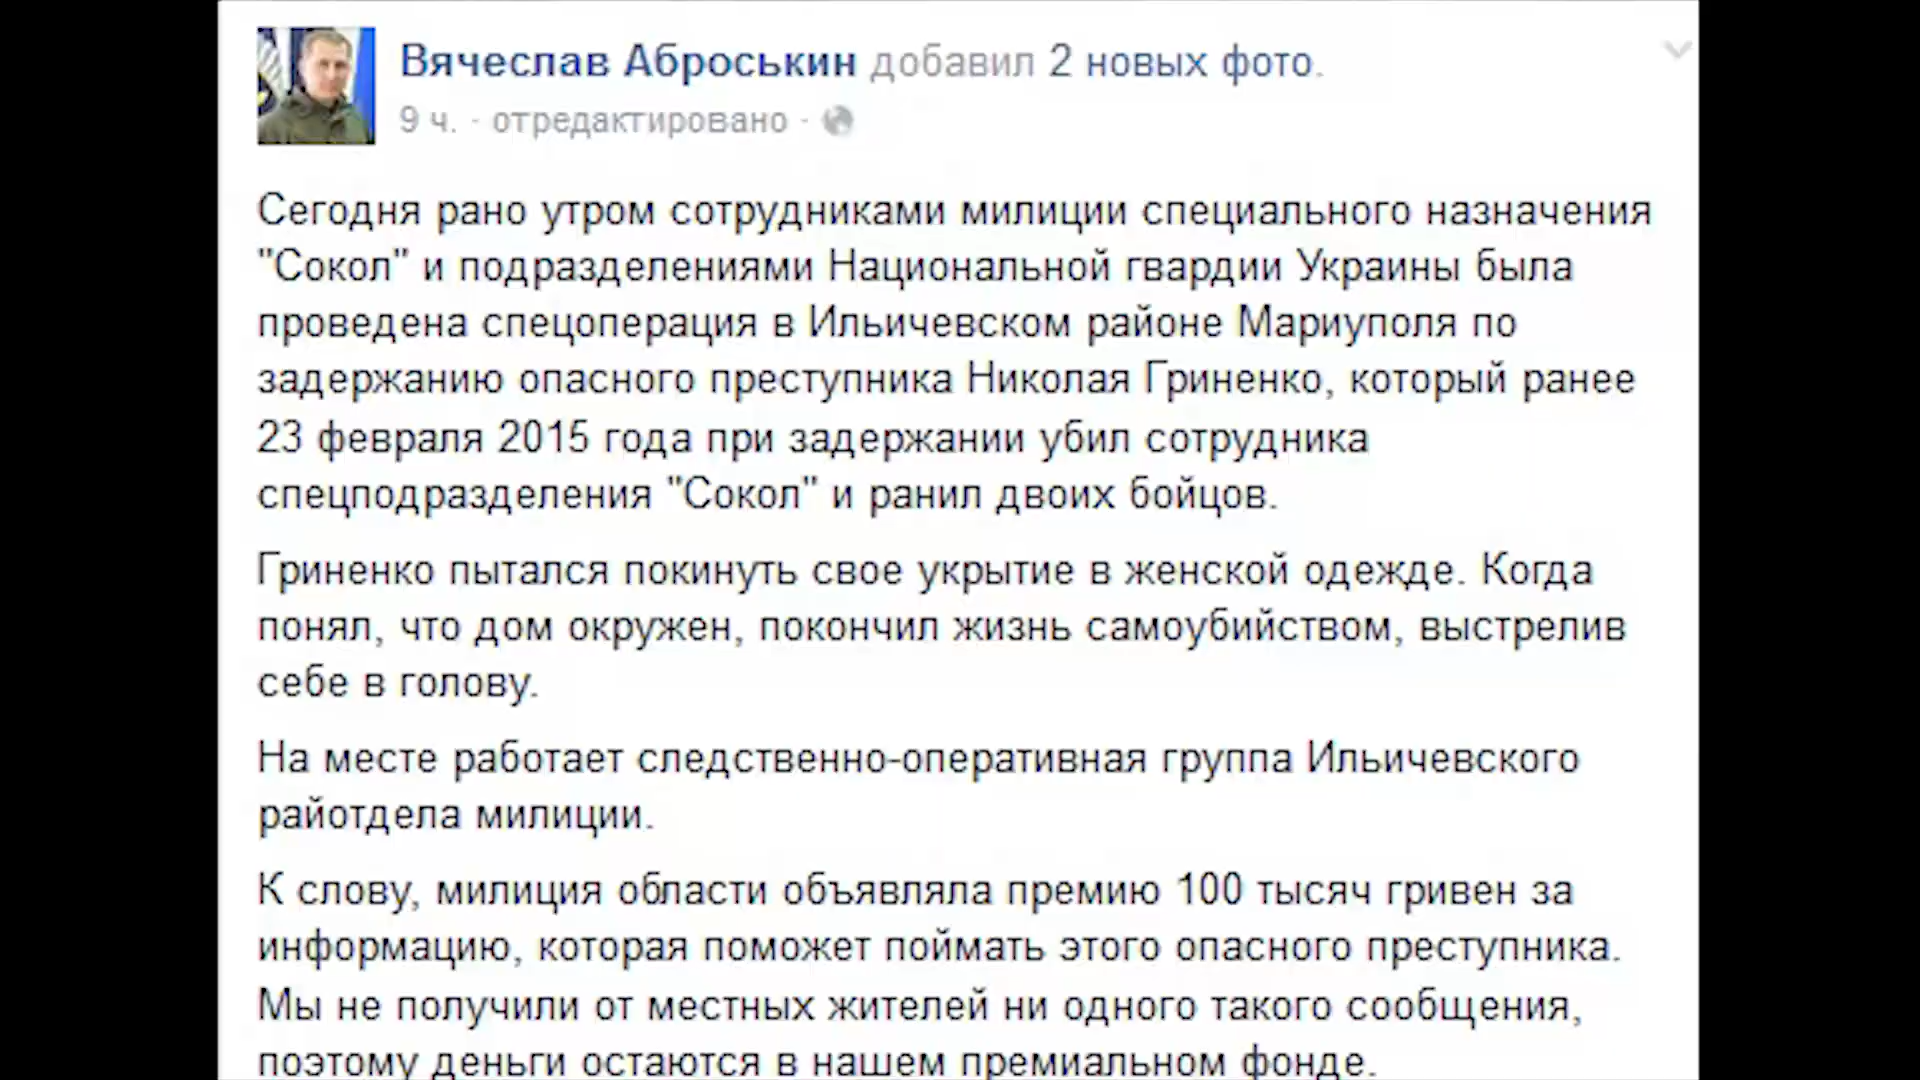 Вячеслав Аброськин добавил 2 новых фото.
9 ч. · отредактировано ·
Сегодня рано утром сотрудниками милиции специального назначения
"Сокол" и подразделениями Национальной гвардии Украины была
проведена спецоперация в Ильичевском районе Мариуполя по
задержанию опасного преступника Николая Гриненко, который ранее
23 февраля 2015 года при задержании убил сотрудника
спецподразделения "Сокол" и ранил двоих бойцов.
Гриненко пытался покинуть свое укрытие в женской одежде. Когда
понял, что дом окружен, покончил жизнь самоубийством, выстрелив
себе в голову.
На месте работает следственно-оперативная группа Ильичевского
райотдела милиции.
К слову, милиция области объявляла премию 100 тысяч гривен за
информацию, которая поможет поймать этого опасного преступника.
Мы не получили от местных жителей ни одного такого сообщения,
поэтому деньги остаются в нашем премиальном фонде.